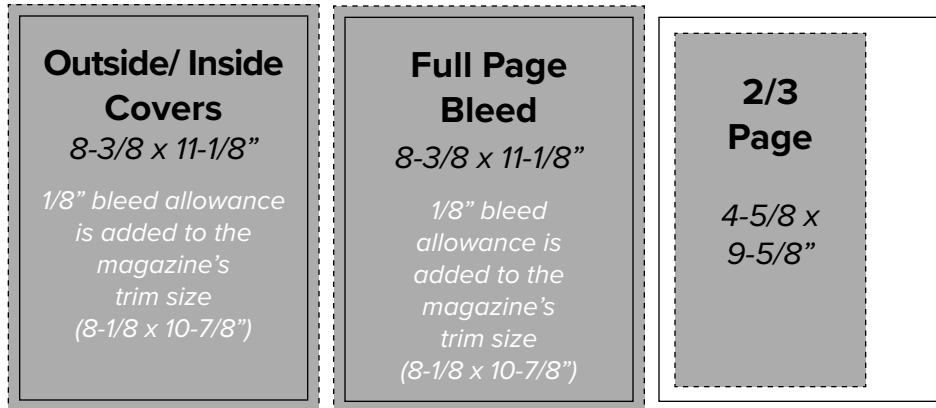 Outside/ Inside
Covers
8-3/8 x 11-1/8”
1/8” bleed allowance
is added to the
magazine’s
trim size
(8-1/8 x 10-7/8”)
Full Page
Bleed
8-3/8 x 11-1/8”
1/8” bleed
allowance is
added to the
magazine’s
trim size
(8-1/8 x 10-7/8”)
2/3
Page
4-5/8 x
9-5/8”